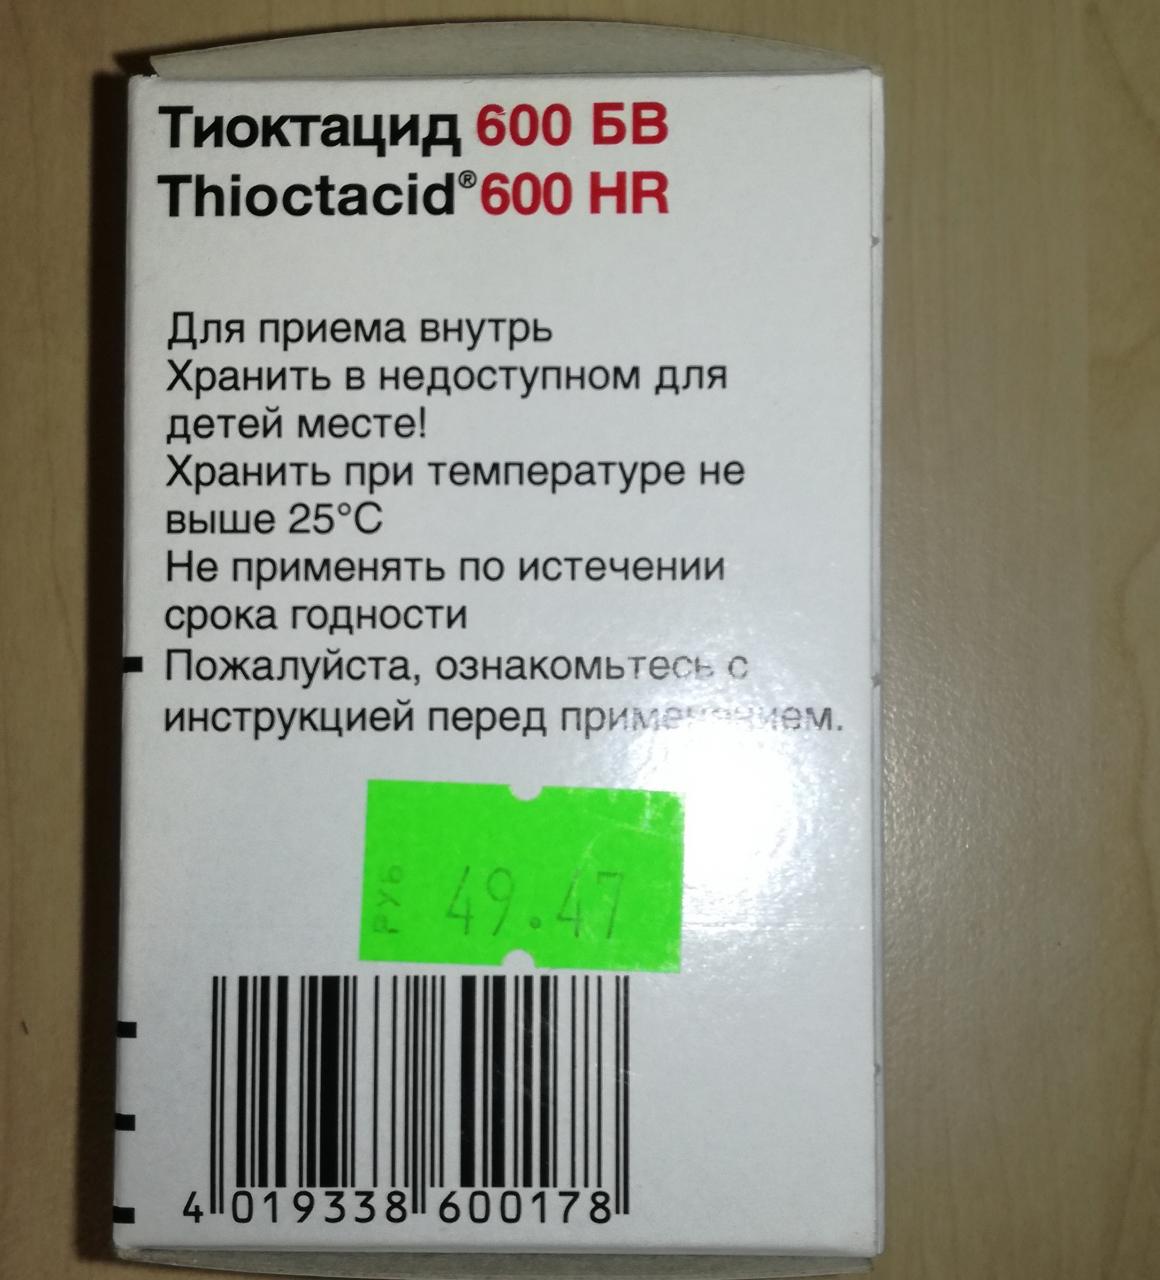 Тиоктацид 600 БВ
Thioctacid® 600 HR
Для приема внутрь
Хранить в недоступном для
детей месте!
Хранить при температуре не
выше 25°C
Не применять по истечении
срока годности
Пожалуйста, ознакомьтесь с
инструкцией перед применением.
РУБ 49.47
4 019338 600178